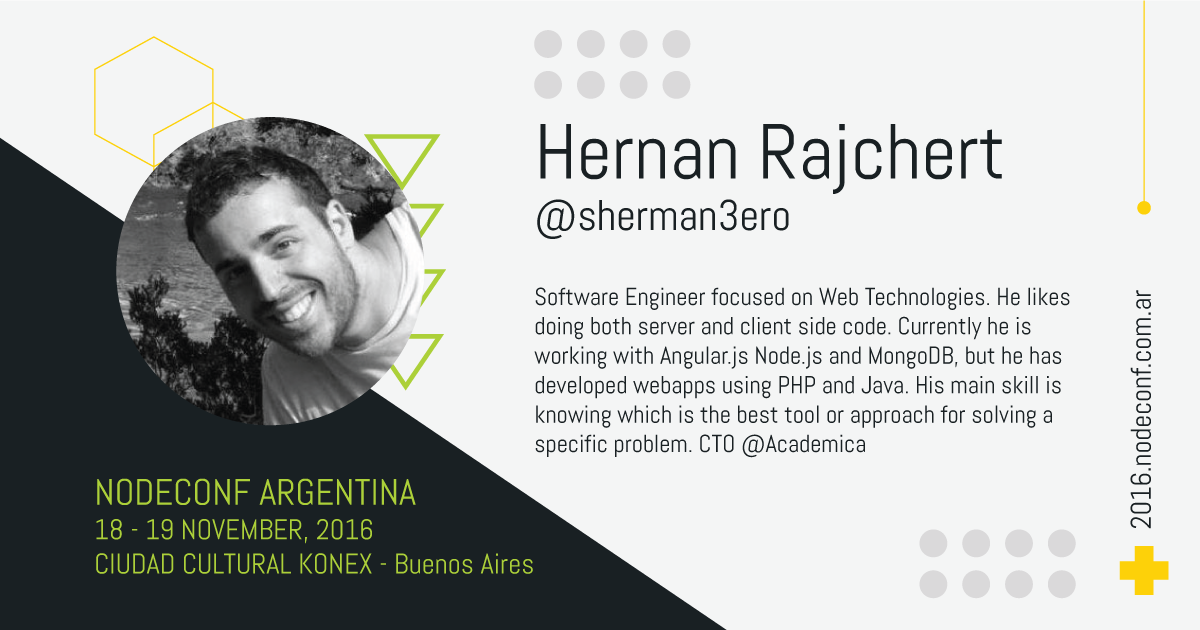 Hernan Rajchert
@sherman3ero
Software Engineer focused on Web Technologies. He likes
doing both server and client side code. Currently he is
working with Angular.js Node.js and MongoDB, but he has
developed webapps using PHP and Java. His main skill is
knowing which is the best tool or approach for solving a
specific problem. CTO @Academica
NODECONF ARGENTINA
18 - 19 NOVEMBER, 2016
CIUDAD CULTURAL KONEX - Buenos Aires
2016.nodeconf.com.ar